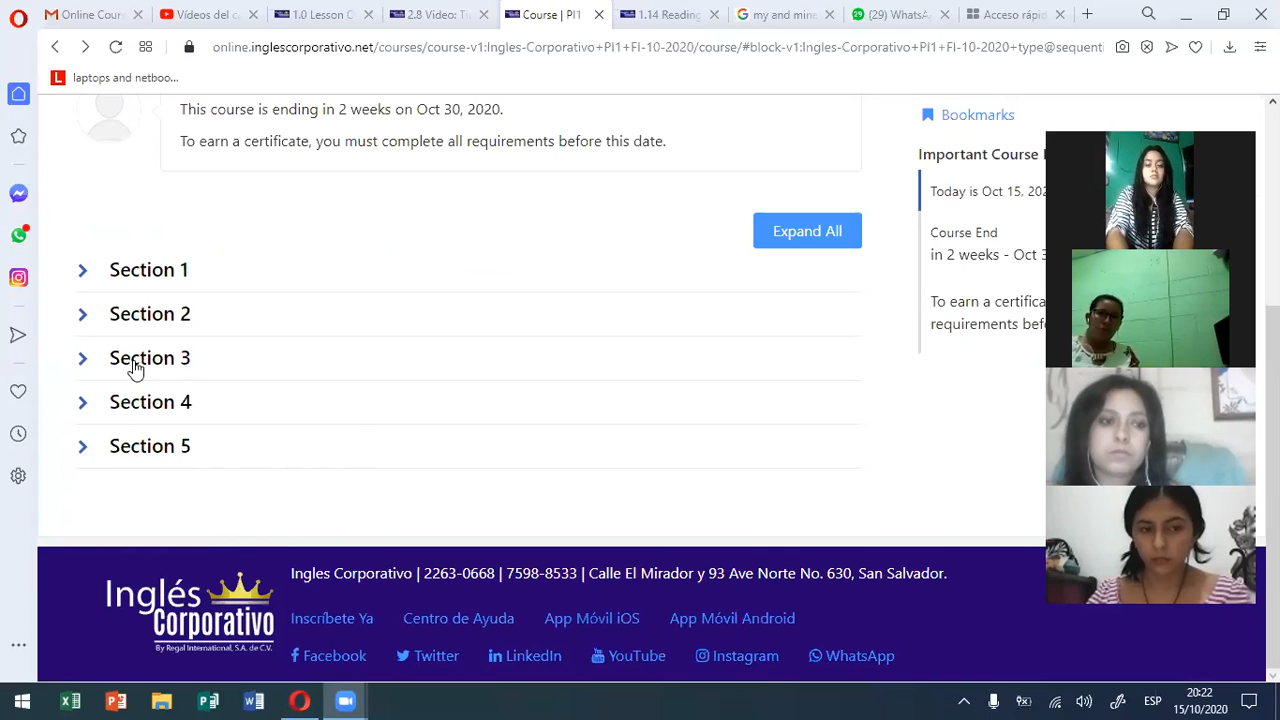 Gmail
Vídeos del c
1.0 Lesson O
2.8 Video: Ti
Course | PI1
1.14 Reading
my and mine
(29) WhatsA
Acceso rápid
online.inglescorporativo.net/courses/course-v1:Ingles-Corporativo+PI1+FI-10-2020/course/#block-v1:Ingles-Corporativo+PI1+FI-10-2020+type@sequenti
L laptops and netboo...
This course is ending in 2 weeks on Oct 30, 2020.
To earn a certificate, you must complete all requirements before this date.
Expand All
Section 1
Section 2
Section 3
Section 4
Section 5
Bookmarks
Important Course
Today is Oct 15, 202
Course End
in 2 weeks - Oct 3
To earn a certifica
requirements befo
Inglés
Corporativo
By Regal International, S.A. de C.V.
Ingles Corporativo | 2263-0668 | 7598-8533 | Calle El Mirador y 93 Ave Norte No. 630, San Salvador.
Inscríbete Ya Centro de Ayuda App Móvil iOS App Móvil Android
Facebook Twitter LinkedIn YouTube Instagram WhatsApp
ESP
20:22
15/10/2020